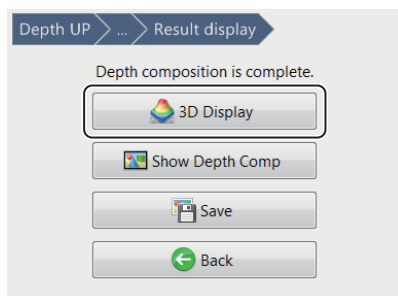 Depth UP ... Result display
Depth composition is complete.
3D Display
Show Depth Comp
Save
Back